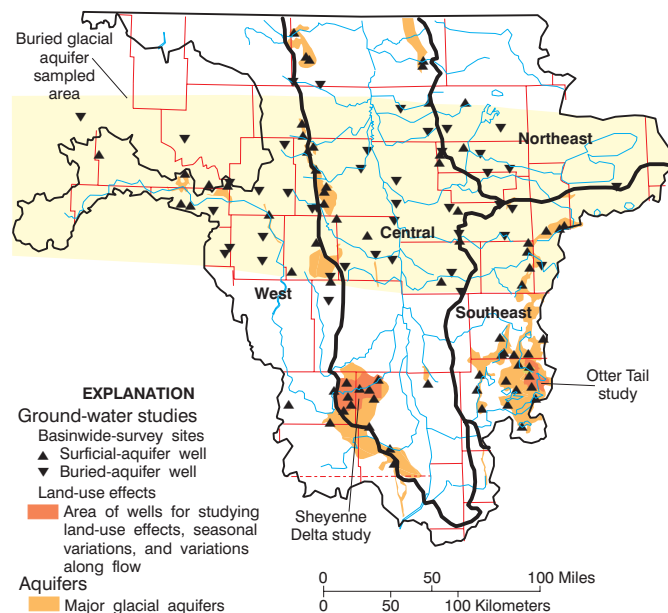 Buried glacial
aquifer
sampled
area
Northeast
Central
West
Southeast
Otter Tail
study
Sheyenne
Delta study
EXPLANATION
Ground-water studies
Basinwide-survey sites
Surficial-aquifer well
Buried-aquifer well
Land-use effects
Area of wells for studying
land-use effects, seasonal
variations, and variations
along flow
Aquifers
Major glacial aquifers
0 50 100 Miles
0 50 100 Kilometers